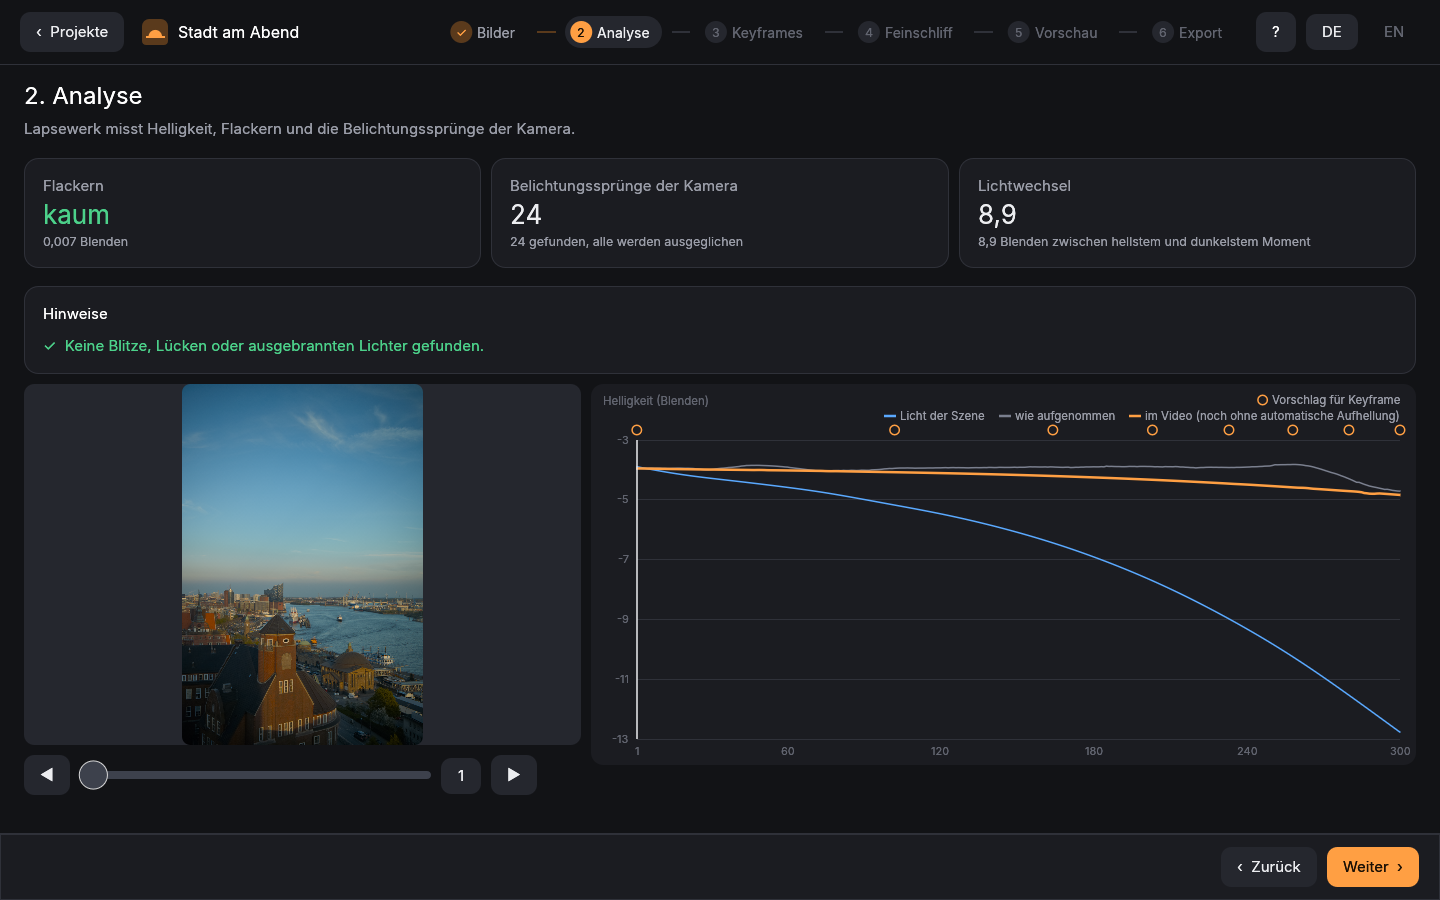 ‹ Projekte
Stadt am Abend
Bilder
2 Analyse
3 Keyframes
4 Feinschliff
5 Vorschau
6 Export
?
DE
EN
2. Analyse
Lapsewerk misst Helligkeit, Flackern und die Belichtungssprünge der Kamera.
Flackern
kaum
0,007 Blenden
Belichtungssprünge der Kamera
24
24 gefunden, alle werden ausgeglichen
Lichtwechsel
8,9
8,9 Blenden zwischen hellstem und dunkelstem Moment
Hinweise
✓ Keine Blitze, Lücken oder ausgebrannten Lichter gefunden.
Helligkeit (Blenden)
Vorschlag für Keyframe
Licht der Szene
wie aufgenommen
im Video (noch ohne automatische Aufhellung)
-3
-5
-7
-9
-11
-13
1
60
120
180
240
300
1
‹ Zurück
Weiter ›